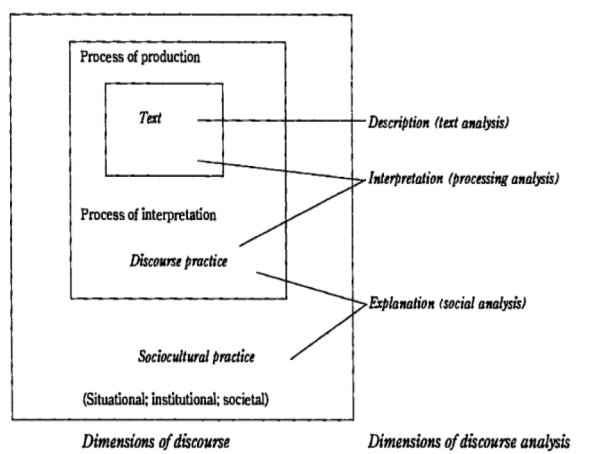 Process of production
Text
Description (text analysis)
Interpretation (processing analysis)
Process of interpretation
Discourse practice
Explanation (social analysis)
Sociocultural practice
(Situational; institutional; societal)
Dimensions of discourse
Dimensions of discourse analysis